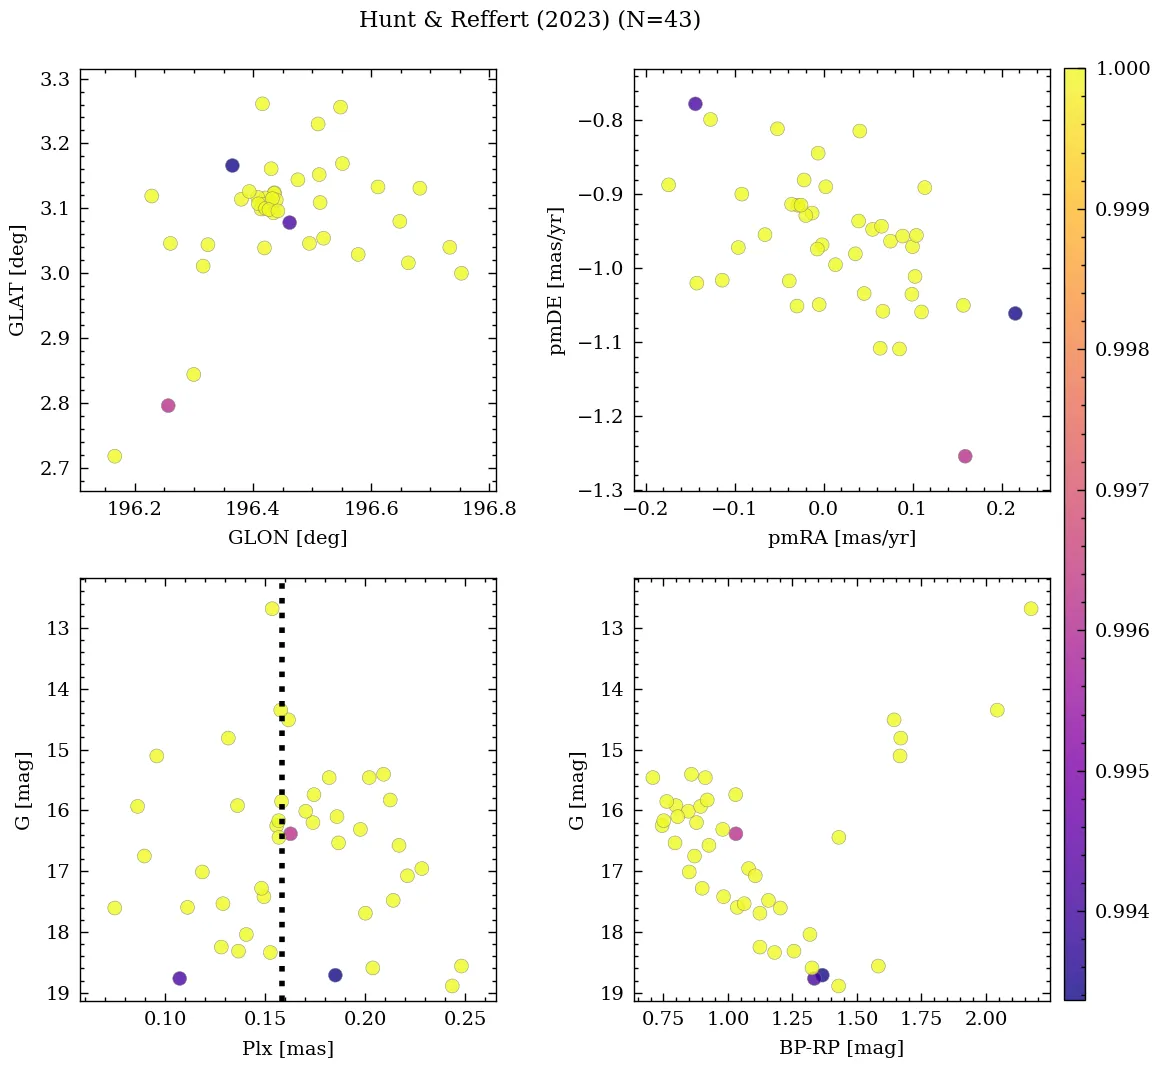 Hunt & Reffert (2023) (N=43)
3.3
3.2
3.1
3.0
2.9
2.8
2.7
GLAT [deg]
196.2 196.4 196.6 196.8
GLON [deg]
−0.8
−0.9
−1.0
−1.1
−1.2
−1.3
pmDE [mas/yr]
−0.2 −0.1 0.0 0.1 0.2
pmRA [mas/yr]
1.000
0.999
0.998
0.997
0.996
0.995
0.994
13
14
15
16
17
18
19
G [mag]
0.10 0.15 0.20 0.25
Plx [mas]
13
14
15
16
17
18
19
G [mag]
0.75 1.00 1.25 1.50 1.75 2.00
BP-RP [mag]